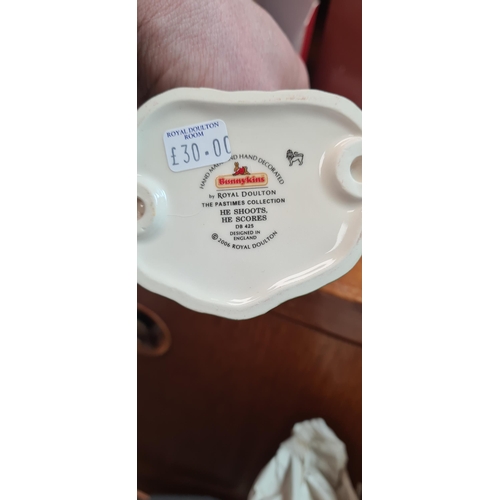 ROYAL DOULTON
ROOM
£30.00
HAND MADE AND HAND DECORATED
Bunnykins
by ROYAL DOULTON
THE PASTIMES COLLECTION
HE SHOOTS,
HE SCORES
DB 425
DESIGNED IN
ENGLAND
© 2006 ROYAL DOULTON